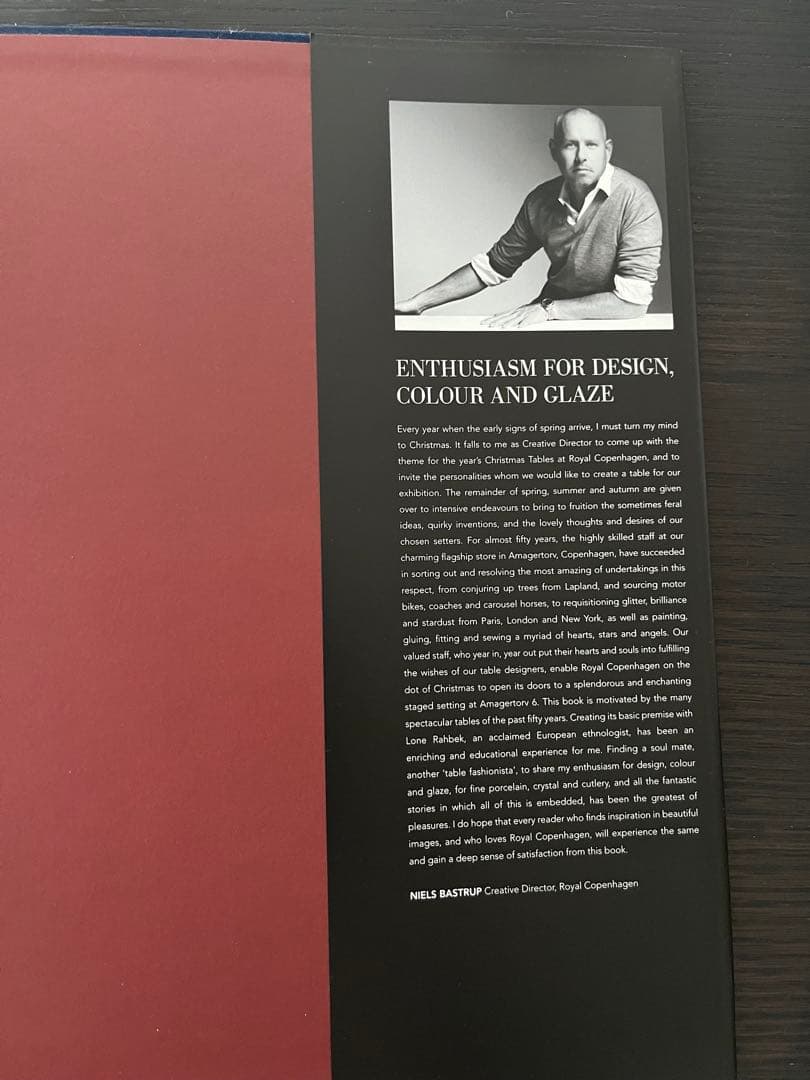 ENTHUSIASM FOR DESIGN,
COLOUR AND GLAZE
Every year when the early signs of spring arrive, I must turn my mind
to Christmas. It falls to me as Creative Director to come up with the
theme for the year's Christmas Tables at Royal Copenhagen, and to
invite the personalities whom we would like to create a table for our
exhibition. The remainder of spring, summer and autumn are given
over to intensive endeavours to bring to fruition the sometimes feral
ideas, quirky inventions, and the lovely thoughts and desires of our
chosen setters. For almost fifty years, the highly skilled staff at our
charming flagship store in Amagertorv, Copenhagen, have succeeded
in sorting out and resolving the most amazing of undertakings in this
respect, from conjuring up trees from Lapland, and sourcing motor
bikes, coaches and carousel horses, to requisitioning glitter, brilliance
and stardust from Paris, London and New York, as well as painting,
gluing, fitting and sewing a myriad of hearts, stars and angels. Our
valued staff, who year in, year out put their hearts and souls into fulfilling
the wishes of our table designers, enable Royal Copenhagen on the
dot of Christmas to open its doors to a splendorous and enchanting
staged setting at Amagertorv 6. This book is motivated by the many
spectacular tables of the past fifty years. Creating its basic premise with
Lone Rahbek, an acclaimed European ethnologist, has been an
enriching and educational experience for me. Finding a soul mate,
another 'table fashionista', to share my enthusiasm for design, colour
and glaze, for fine porcelain, crystal and cutlery, and all the fantastic
stories in which all of this is embedded, has been the greatest of
pleasures. I do hope that every reader who finds inspiration in beautiful
images, and who loves Royal Copenhagen, will experience the same
and gain a deep sense of satisfaction from this book.
NIELS BASTRUP Creative Director, Royal Copenhagen